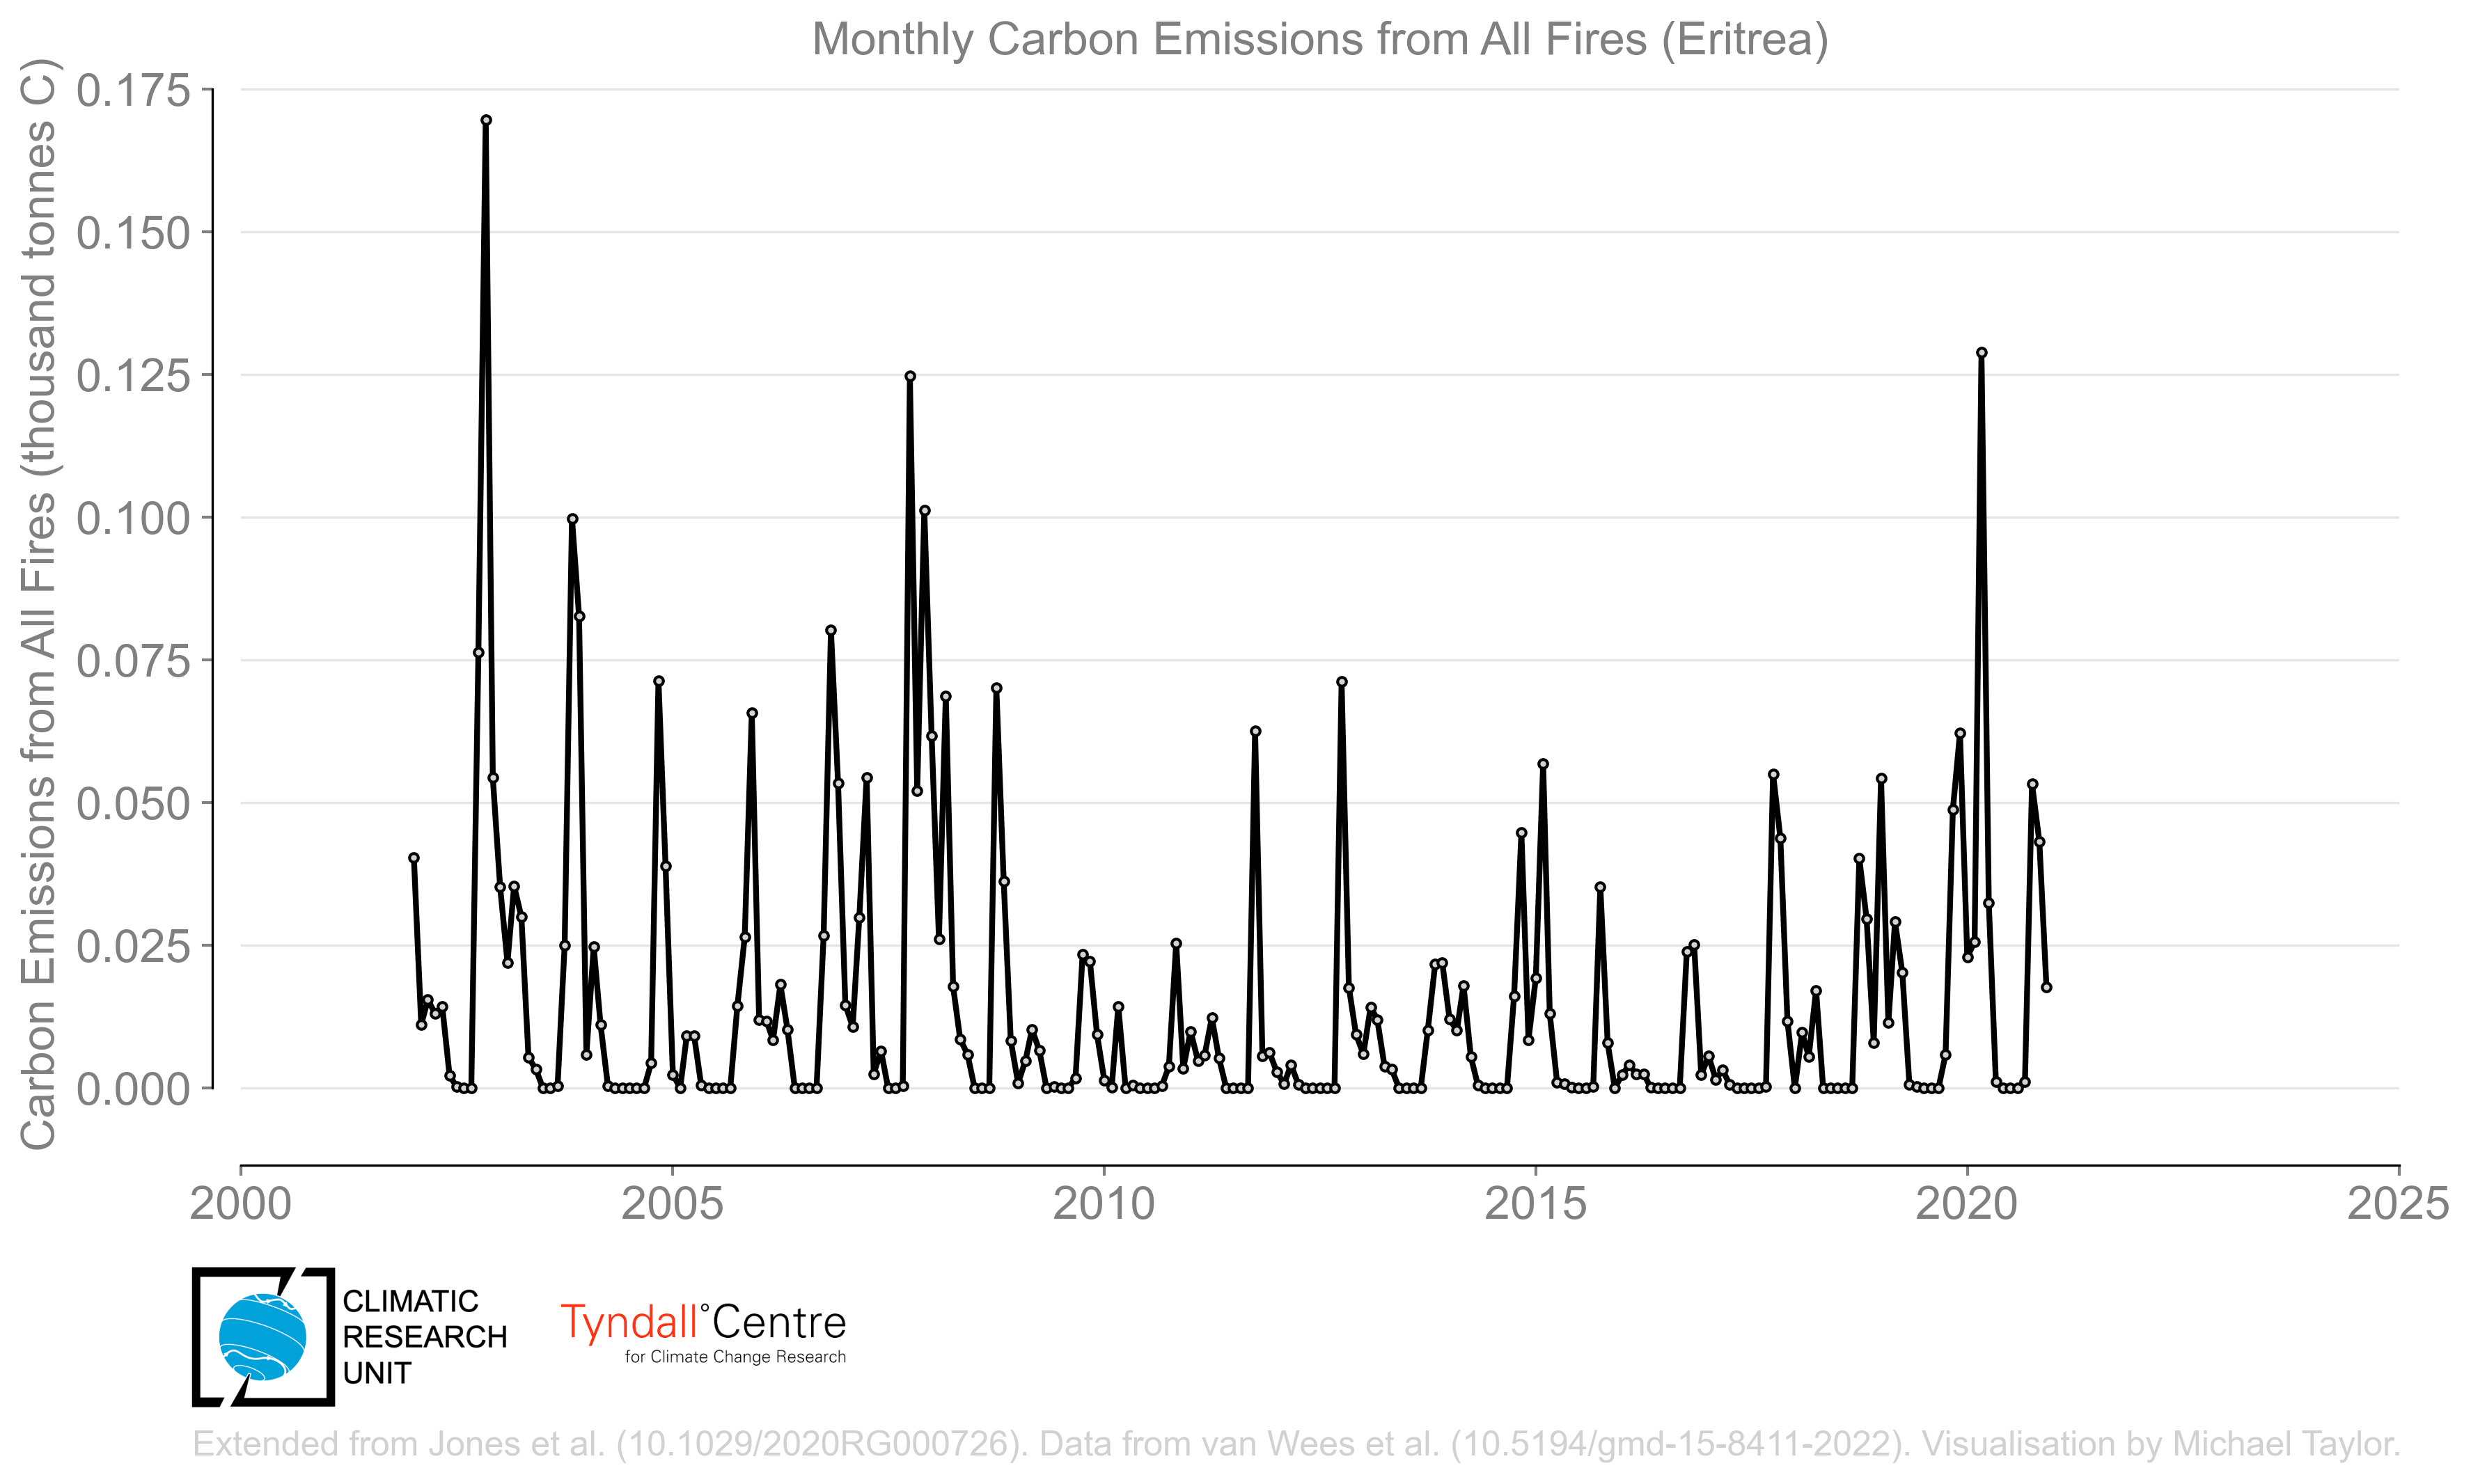 Monthly Carbon Emissions from All Fires (Eritrea)
Carbon Emissions from All Fires (thousand tonnes C)
0.175
0.150
0.125
0.100
0.075
0.050
0.025
0.000
2000 2005 2010 2015 2020 2025
CLIMATIC
RESEARCH
UNIT
Tyndall°Centre
for Climate Change Research
Extended from Jones et al. (10.1029/2020RG000726). Data from van Wees et al. (10.5194/gmd-15-8411-2022). Visualisation by Michael Taylor.